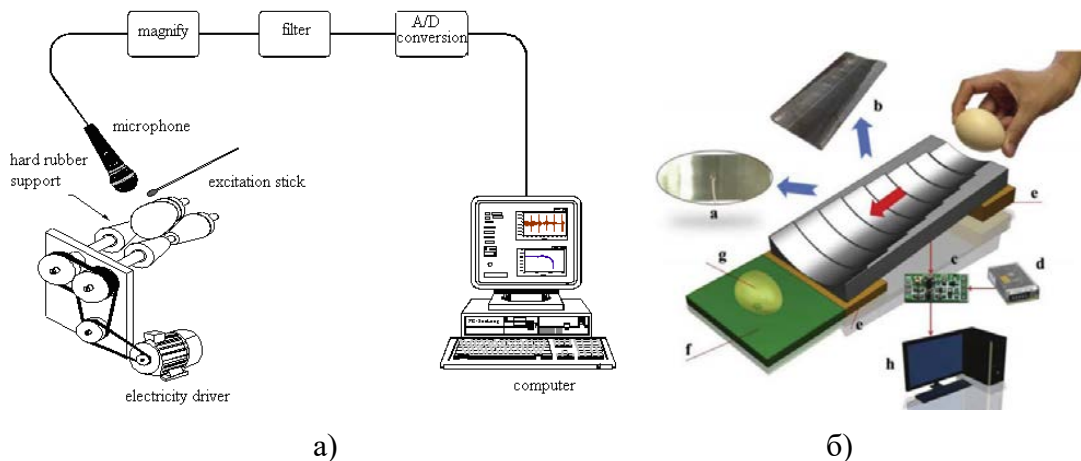 magnify
filter
A/D
conversion
microphone
hard rubber
support
excitation stick
electricity driver
computer
a
b
c
d
e
e
f
g
h
а)
б)